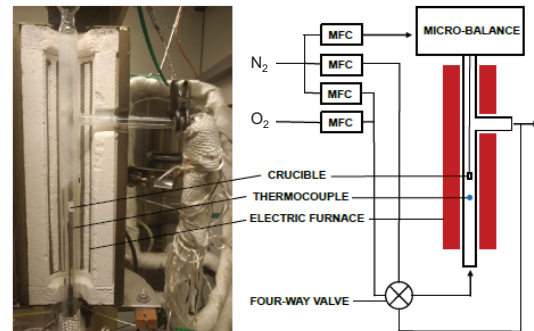 MICRO-BALANCE
MFC
N2
MFC
MFC
O2
MFC
CRUCIBLE
THERMOCOUPLE
ELECTRIC FURNACE
FOUR-WAY VALVE